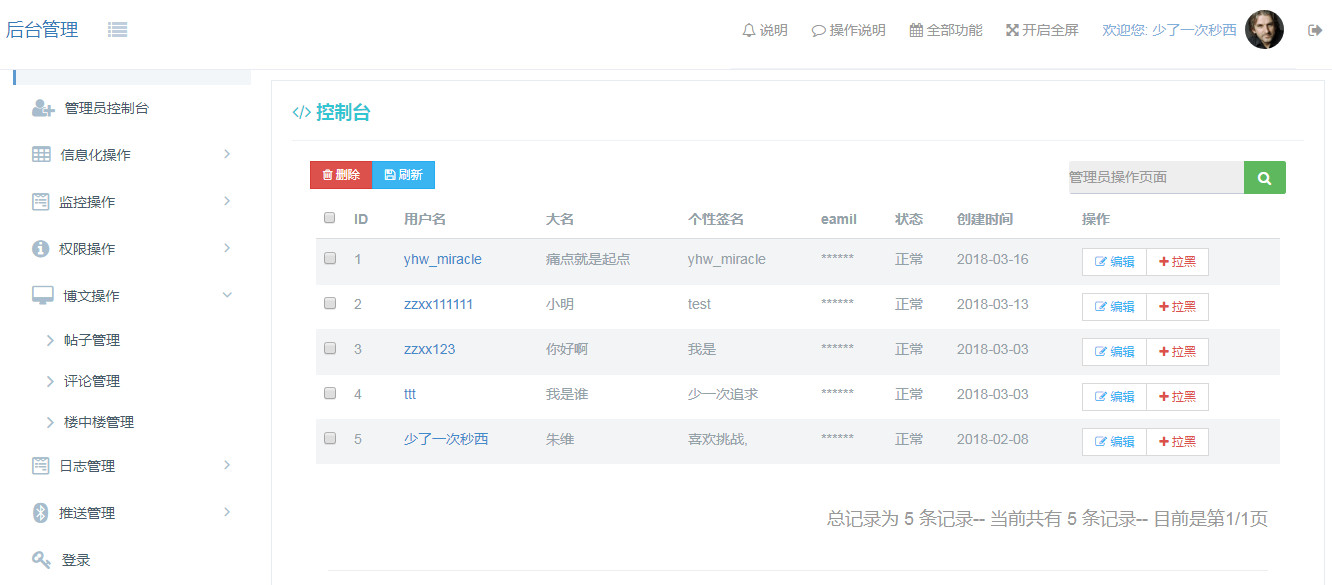 后台管理
说明 操作说明 全部功能 开启全屏 欢迎您: 少了一次秒西
管理员控制台
信息化操作
监控操作
权限操作
博文操作
帖子管理
评论管理
楼中楼管理
日志管理
推送管理
登录
</> 控制台
删除 刷新 管理员操作页面
ID 用户名 大名 个性签名 eamil 状态 创建时间 操作
1 yhw_miracle 痛点就是起点 yhw_miracle ****** 正常 2018-03-16 编辑 拉黑
2 zzxx111111 小明 test ****** 正常 2018-03-13 编辑 拉黑
3 zzxx123 你好啊 我是 ****** 正常 2018-03-03 编辑 拉黑
4 ttt 我是谁 少一次追求 ****** 正常 2018-03-03 编辑 拉黑
5 少了一次秒西 朱维 喜欢挑战, ****** 正常 2018-02-08 编辑 拉黑
总记录为 5 条记录-- 当前共有 5 条记录-- 目前是第1/1页